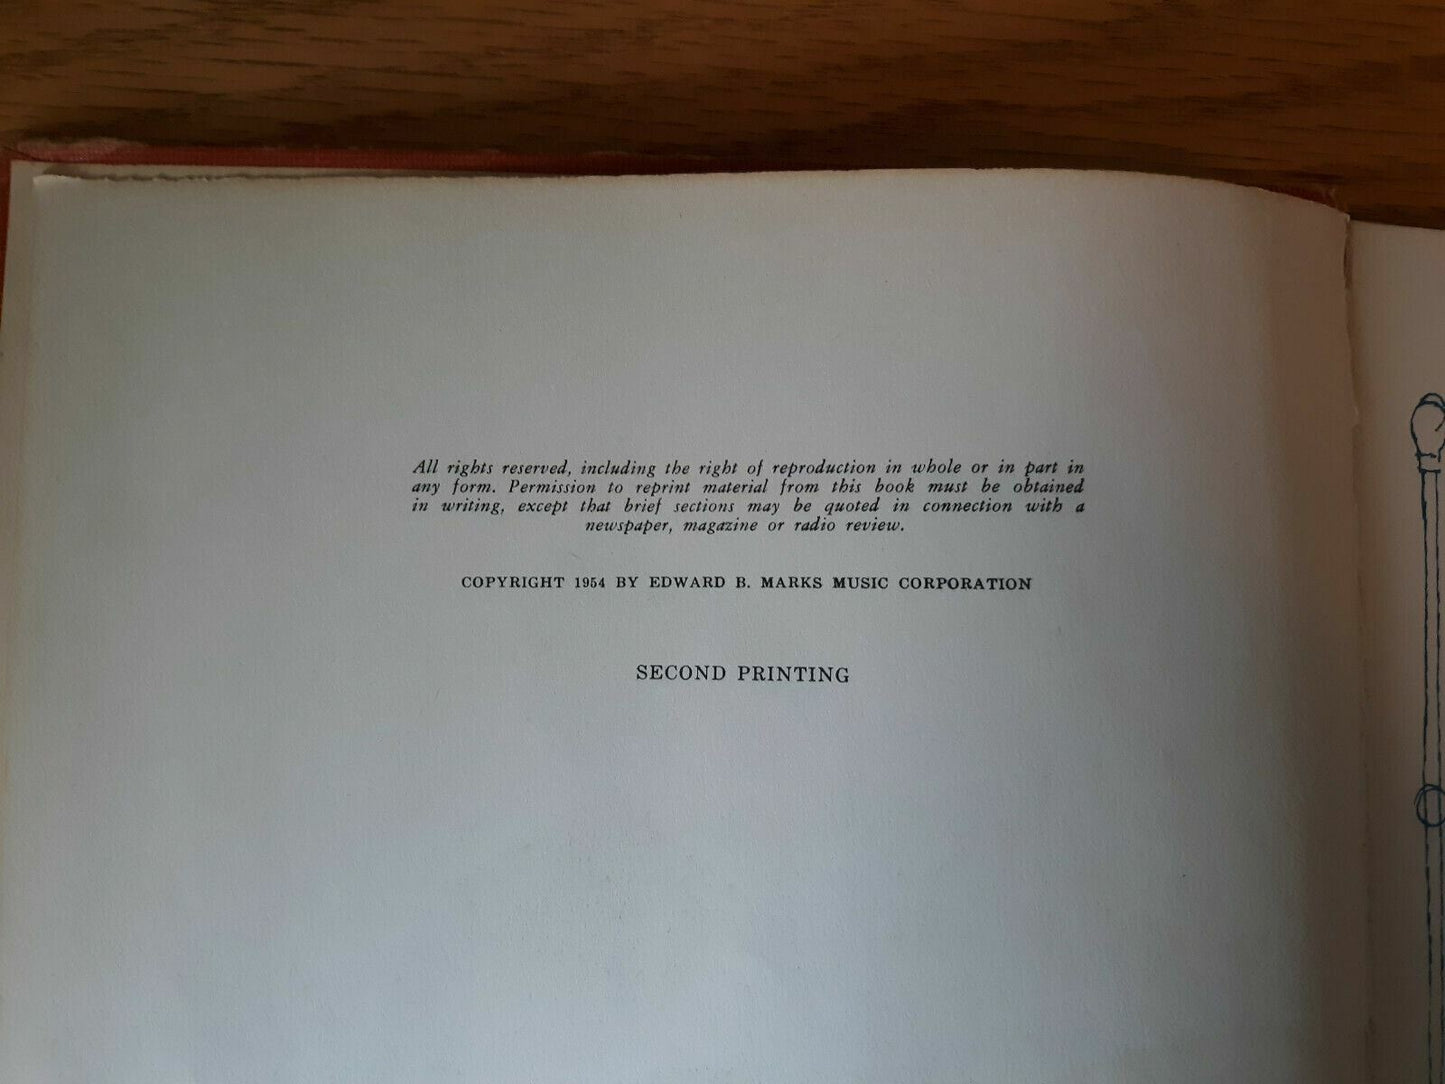 All rights reserved, including the right of reproduction in whole or in part in
any form. Permission to reprint material from this book must be obtained
in writing, except that brief sections may be quoted in connection with a
newspaper, magazine or radio review.
COPYRIGHT 1954 BY EDWARD B. MARKS MUSIC CORPORATION
SECOND PRINTING